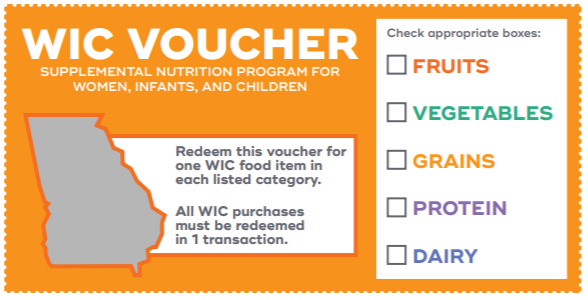 WIC VOUCHER
SUPPLEMENTAL NUTRITION PROGRAM FOR
WOMEN, INFANTS, AND CHILDREN
Redeem this voucher for
one WIC food item in
each listed category.
All WIC purchases
must be redeemed
in 1 transaction.
Check appropriate boxes:
FRUITS
VEGETABLES
GRAINS
PROTEIN
DAIRY